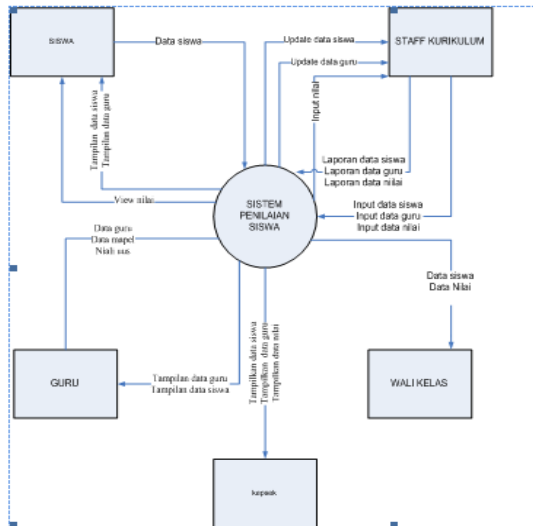 SISWA
Data siswa
Update data siswa
Update data guru
STAFF KURIKULUM
Input nilai
Tampilan data siswa
Tampilan data guru
View nilai
Laporan data siswa
Laporan data guru
Laporan data nilai
SISTEM
PENILAIAN
SISWA
Input data siswa
Input data guru
Input data nilai
Data guru
Data mapel
Data siswa
Data Nilai
GURU
Tampilan data guru
Tampilan data siswa
Tampilkan data siswa
Tampilkan data guru
Tampilkan data nilai
WALI KELAS